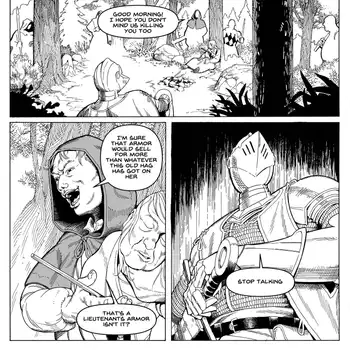 GOOD MORNING!
I HOPE YOU DON'T
MIND US KILLING
YOU TOO
I'M SURE
THAT ARMOR
WOULD SELL
FOR MORE
THAN WHATEVER
THIS OLD HAG
HAS GOT ON
HER
THAT'S A
LIEUTENANTS ARMOR
ISN'T IT?
STOP TALKING